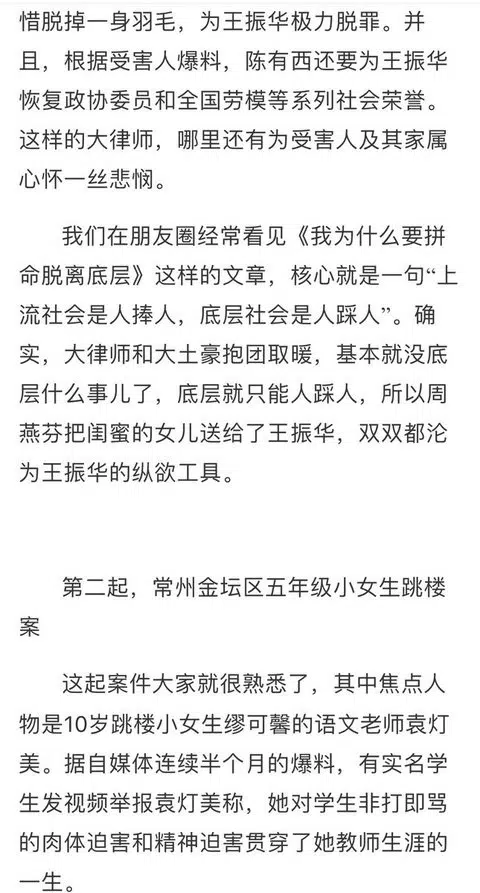 惜脱掉一身羽毛，为王振华极力脱罪。并
且，根据受害人爆料，陈有西还要为王振华
恢复政协委员和全国劳模等系列社会荣誉。
这样的大律师，哪里还有为受害人及其家属
心怀一丝悲悯。
我们在朋友圈经常看见《我为什么要拼
命脱离底层》这样的文章，核心就是一句“上
流社会是人捧人，底层社会是人踩人”。确
实，大律师和大土豪抱团取暖，基本就没底
层什么事儿了，底层就只能人踩人，所以周
燕芬把闺蜜的女儿送给了王振华，双双都沦
为王振华的纵欲工具。
第二起，常州金坛区五年级小女生跳楼
案
这起案件大家就很熟悉了，其中焦点人
物是10岁跳楼小女生缪可馨的语文老师袁灯
美。据自媒体连续半个月的爆料，有实名学
生发视频举报袁灯美称，她对学生非打即骂
的肉体迫害和精神迫害贯穿了她教师生涯的
一生。